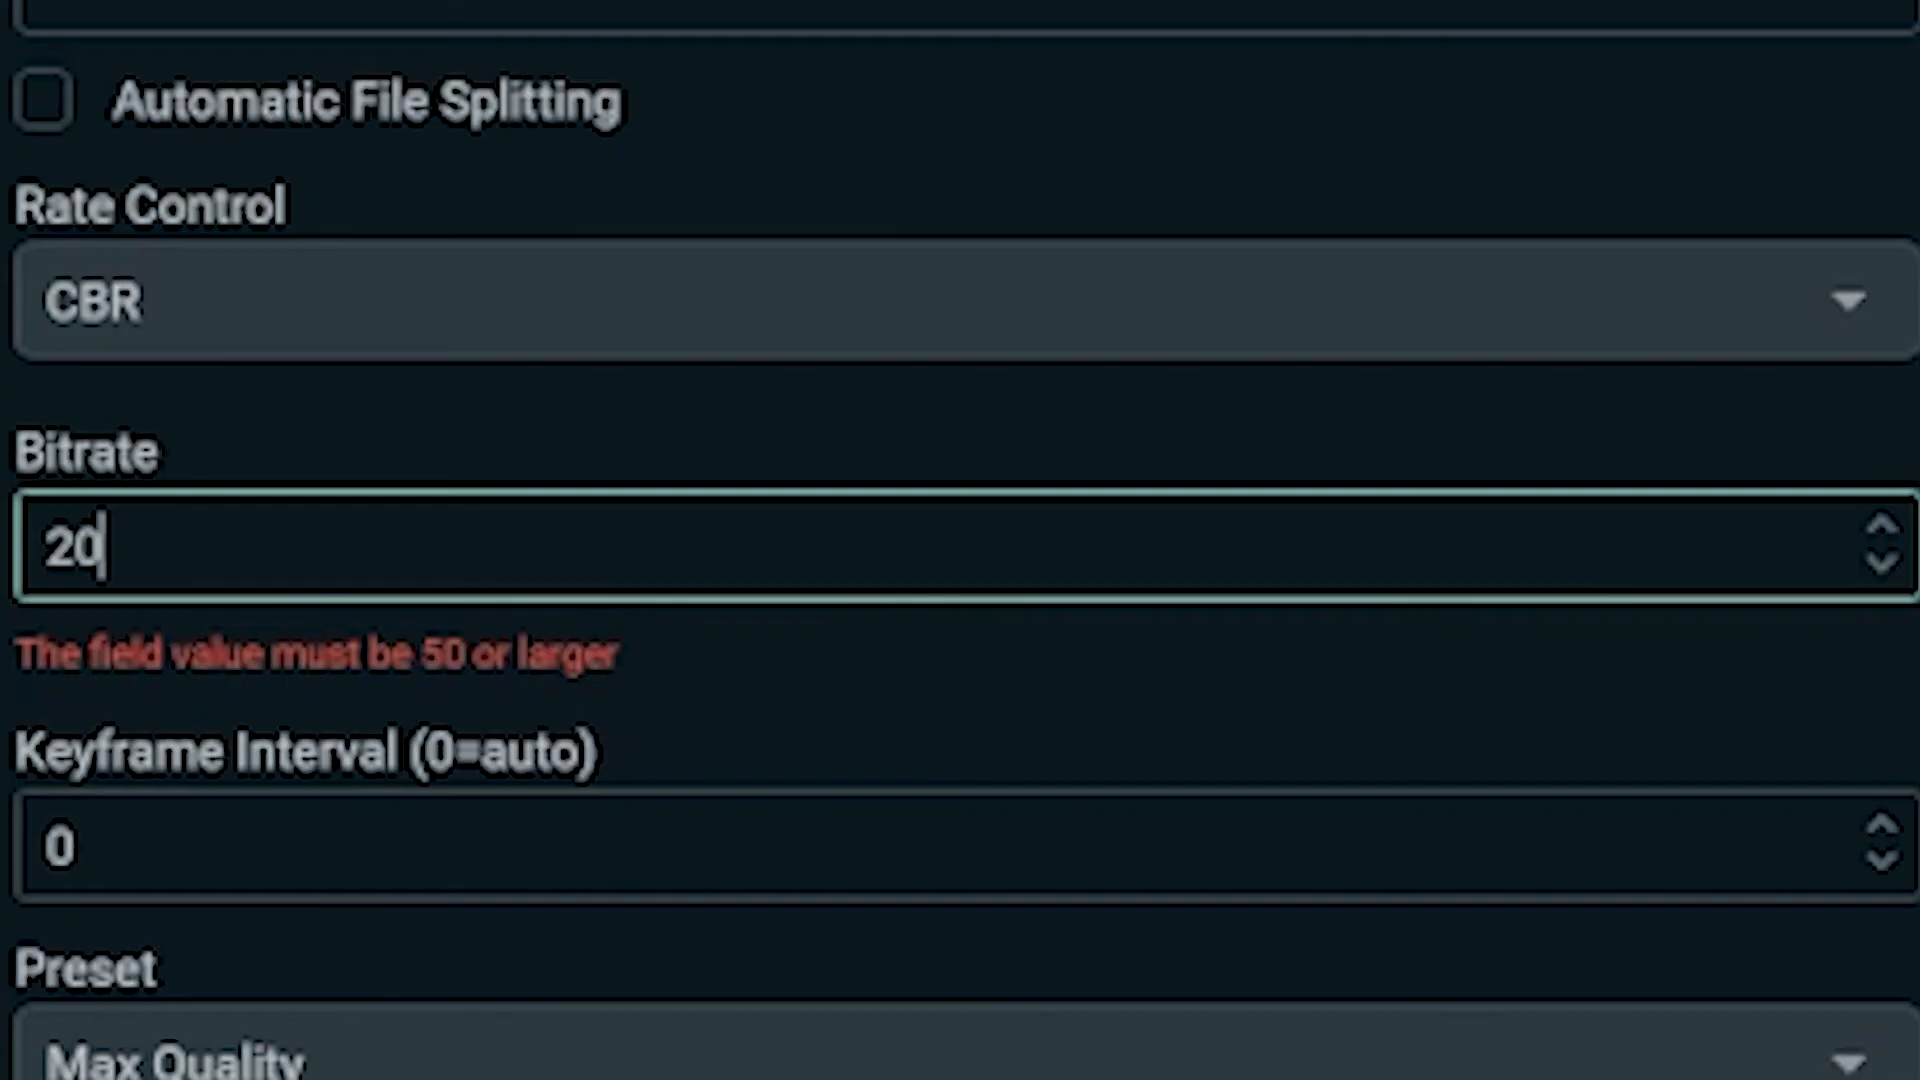 Automatic File Splitting
Rate Control
CBR
Bitrate
20
The field value must be 50 or larger
Keyframe Interval (0=auto)
0
Preset
Max Quality